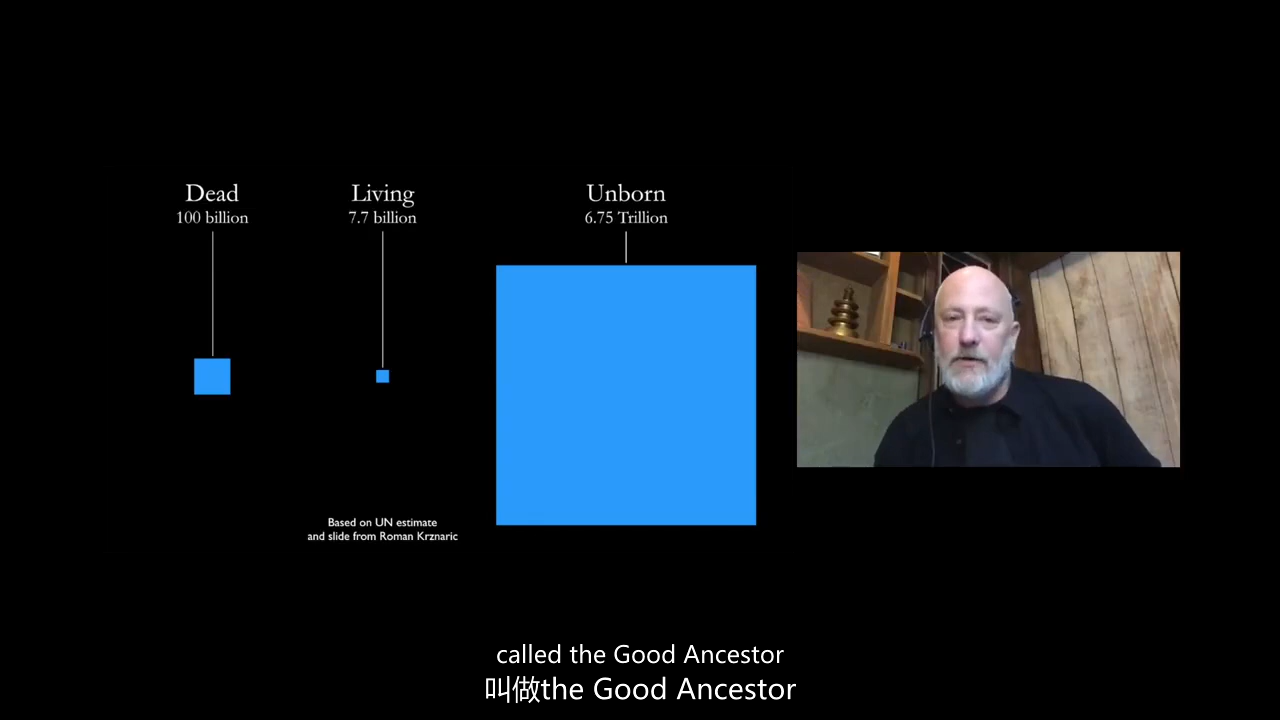 Dead
100 billion
Living
7.7 billion
Unborn
6.75 Trillion
Based on UN estimate
and slide from Roman Krznaric
called the Good Ancestor
叫做the Good Ancestor